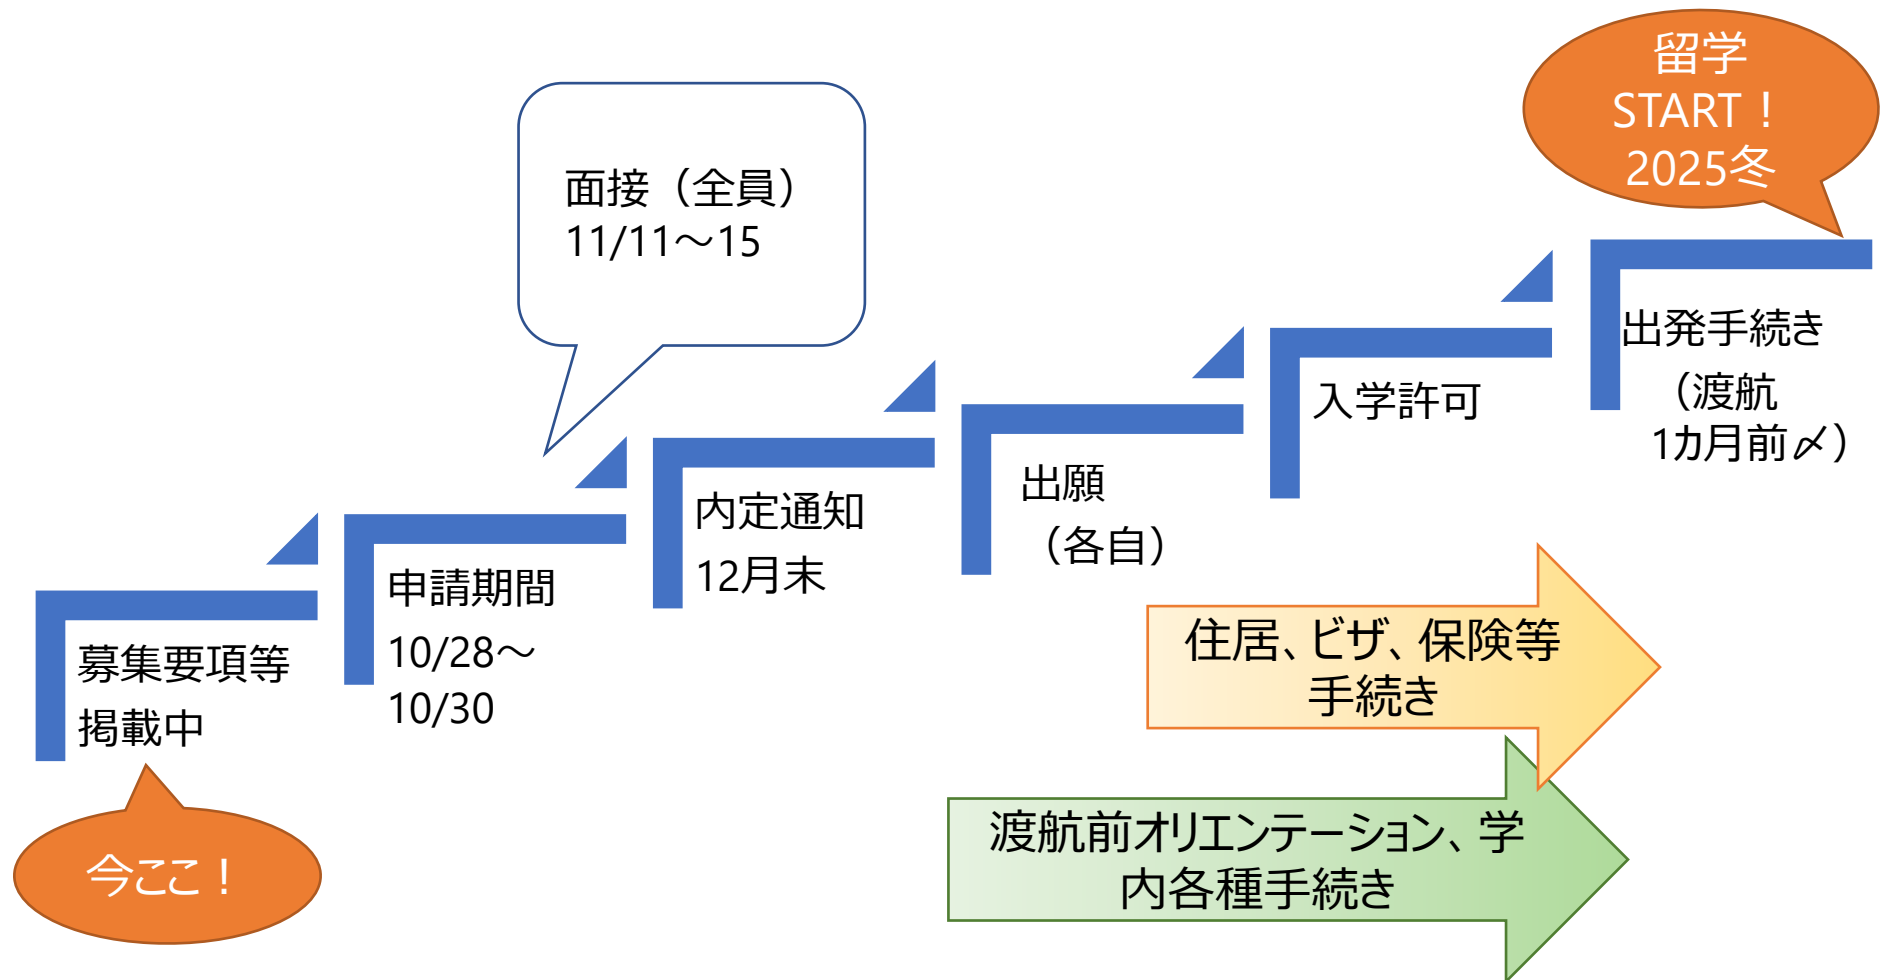 募集要項等
掲載中
今ここ！
申請期間
10/28～
10/30
面接（全員）
11/11～15
内定通知
12月末
出願
（各自）
入学許可
出発手続き
（渡航
1カ月前〆）
留学
START！
2025冬
住居、ビザ、保険等
手続き
渡航前オリエンテーション、学
内各種手続き